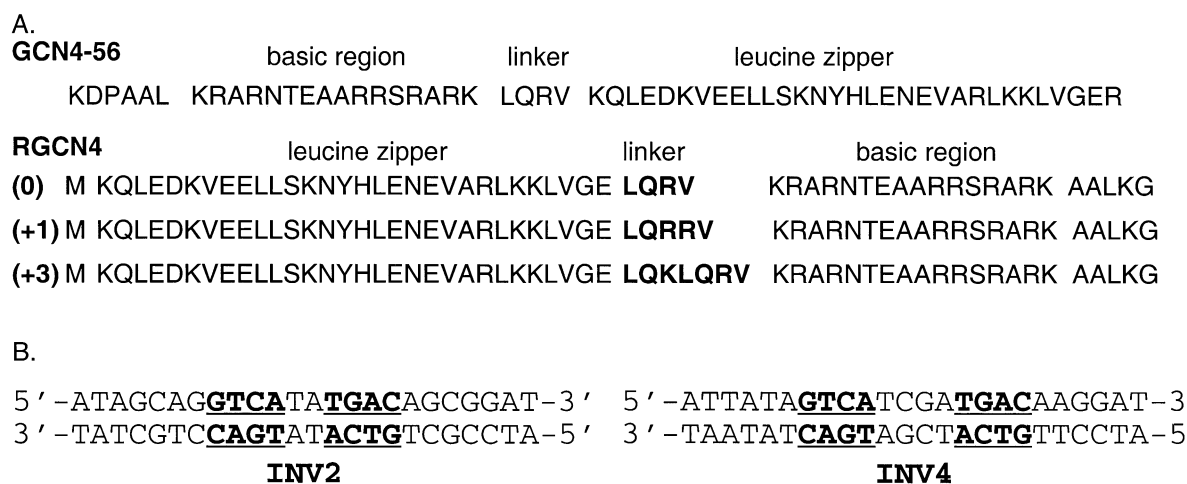 A.
GCN4-56
basic region linker leucine zipper
KDPAAL KRARNTEAARRSRARK LQRV KQLEDKVEELLSKNYHLENEVARLKKLVGER
RGCN4
leucine zipper linker basic region
(0) M KQLEDKVEELLSKNYHLENEVARLKKLVGE LQRV KRARNTEAARRSRARK AALKG
(+1) M KQLEDKVEELLSKNYHLENEVARLKKLVGE LQRRV KRARNTEAARRSRARK AALKG
(+3) M KQLEDKVEELLSKNYHLENEVARLKKLVGE LQKLQRV KRARNTEAARRSRARK AALKG
B.
5'-ATAGCAGGTCATATGACAGCGGAT-3' 5'-ATTATAGTCATCGATGACAAGGAT-3
3'-TATCGTCCAGTATACTGTCGCCTA-5' 3'-TAATATCAGTAGCTACTGTTCCTA-5
INV2 INV4